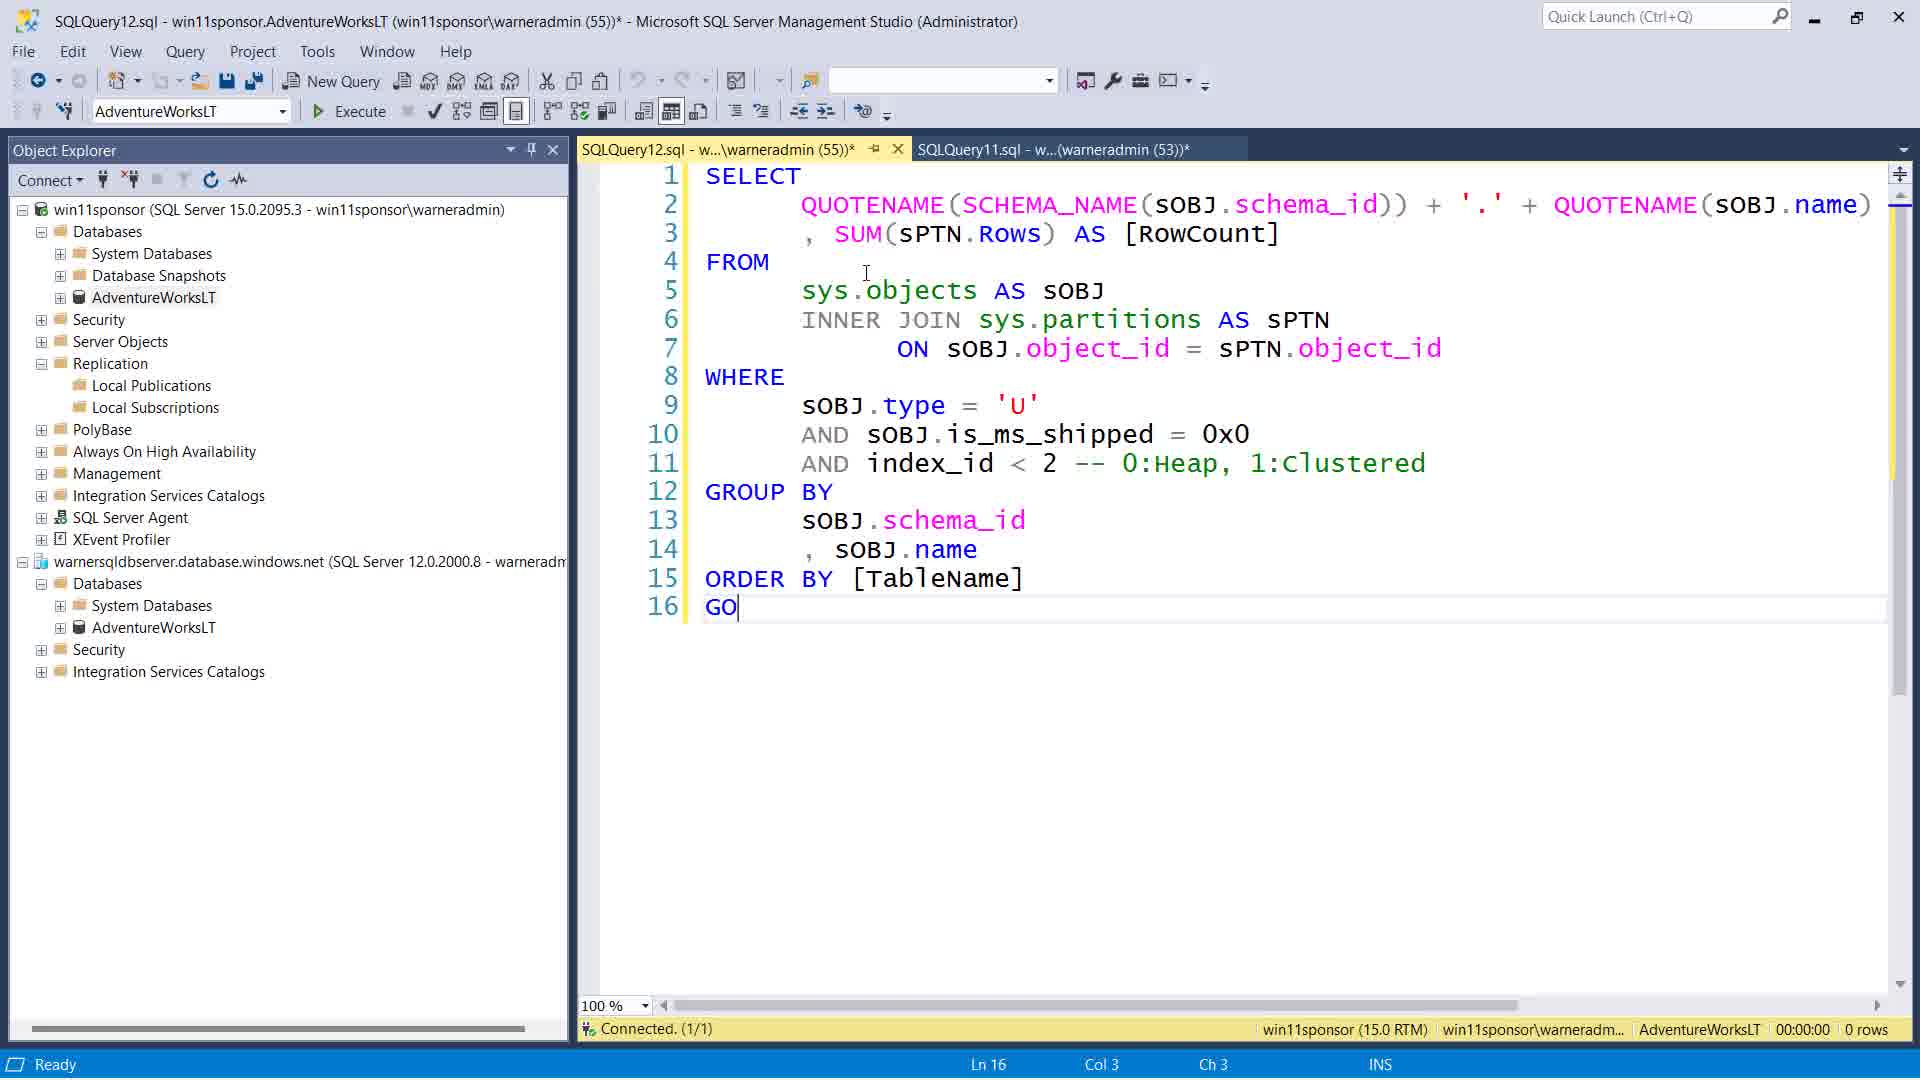 SQLQuery12.sql - win11sponsor.AdventureWorksLT (win11sponsor\warneradmin (55))* - Microsoft SQL Server Management Studio (Administrator)
Quick Launch (Ctrl+Q)
File Edit View Query Project Tools Window Help
New Query
MDX DMX XMLA DAX
AdventureWorksLT
Execute
Object Explorer
Connect
win11sponsor (SQL Server 15.0.2095.3 - win11sponsor\warneradmin)
Databases
System Databases
Database Snapshots
AdventureWorksLT
Security
Server Objects
Replication
Local Publications
Local Subscriptions
PolyBase
Always On High Availability
Management
Integration Services Catalogs
SQL Server Agent
XEvent Profiler
warnersqldbserver.database.windows.net (SQL Server 12.0.2000.8 - warneradm
Databases
System Databases
AdventureWorksLT
Security
Integration Services Catalogs
SQLQuery12.sql - w...\warneradmin (55))* SQLQuery11.sql - w...(warneradmin (53))*
1 SELECT
2 QUOTENAME(SCHEMA_NAME(sOBJ.schema_id)) + '.' + QUOTENAME(sOBJ.name)
3 , SUM(sPTN.Rows) AS [RowCount]
4 FROM
5 sys.objects AS sOBJ
6 INNER JOIN sys.partitions AS sPTN
7 ON sOBJ.object_id = sPTN.object_id
8 WHERE
9 sOBJ.type = 'U'
10 AND sOBJ.is_ms_shipped = 0x0
11 AND index_id < 2 -- 0:Heap, 1:Clustered
12 GROUP BY
13 sOBJ.schema_id
14 , sOBJ.name
15 ORDER BY [TableName]
16 GO
100 %
Connected. (1/1) win11sponsor (15.0 RTM) win11sponsor\warneradm... AdventureWorksLT 00:00:00 0 rows
Ready Ln 16 Col 3 Ch 3 INS